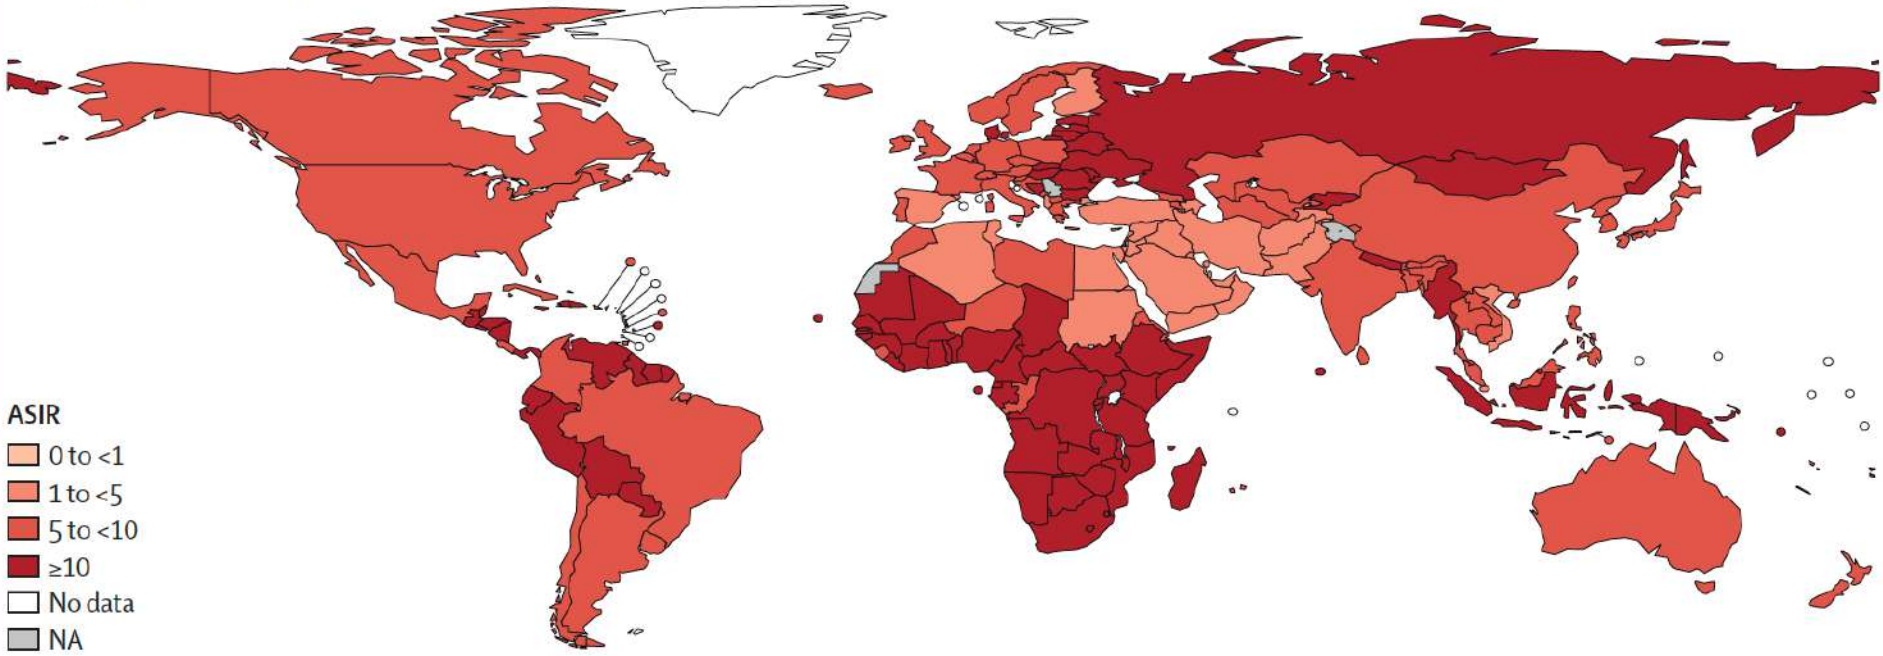 ASIR
0 to <1
1 to <5
5 to <10
≥10
No data
NA